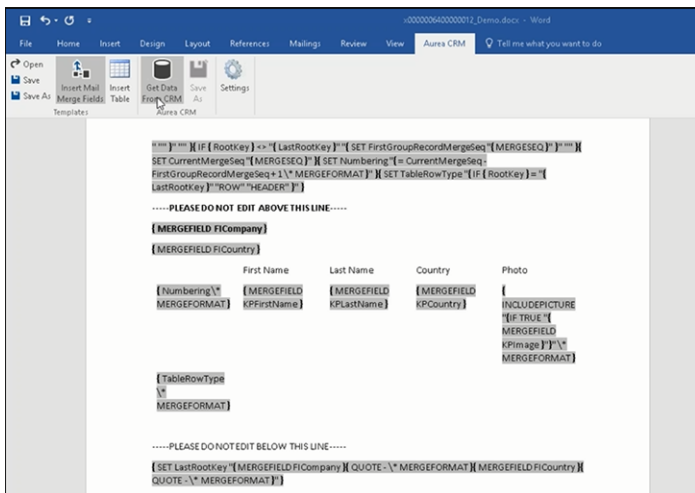 x0000006400000012_Demo.docx - Word
File Home Insert Design Layout References Mailings Review View Aurea CRM Tell me what you want to do
Open
Save
Save As
Insert Mail Merge Fields
Insert Table
Get Data From CRM
Save As
Settings
Templates Aurea CRM
" "" }" "" }{ IF { RootKey } <> "{ LastRootKey }" "{ SET FirstGroupRecordMergeSeq "{ MERGESEQ }" }" "" }{
SET CurrentMergeSeq "{ MERGESEQ }" }{ SET Numbering "{ = CurrentMergeSeq -
FirstGroupRecordMergeSeq + 1 \* MERGEFORMAT }" }{ SET TableRowType "{ IF { RootKey } = "{
LastRootKey }" "ROW" "HEADER" }" }
-----PLEASE DO NOT EDIT ABOVE THIS LINE-----
{ MERGEFIELD FICompany }
{ MERGEFIELD FICountry }
First Name Last Name Country Photo
{ Numbering \* { MERGEFIELD { MERGEFIELD { MERGEFIELD {
MERGEFORMAT } KPFirstName } KPLastName } KPCountry } INCLUDEPICTURE
"{ IF TRUE "{
MERGEFIELD
KPImage }"}" \*
MERGEFORMAT }
{ TableRowType
\*
MERGEFORMAT }
-----PLEASE DO NOT EDIT BELOW THIS LINE-----
{ SET LastRootKey "{ MERGEFIELD FICompany }{ QUOTE - \* MERGEFORMAT }{ MERGEFIELD FICountry }{
QUOTE - \* MERGEFORMAT }" }